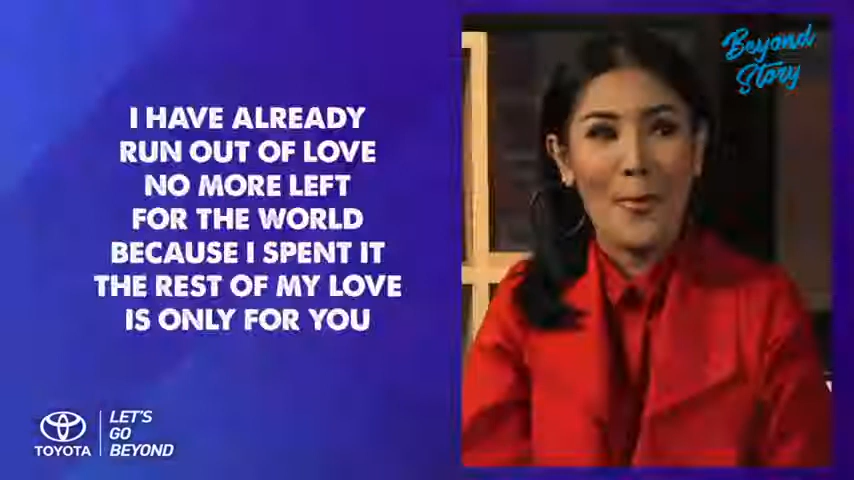 Beyond
Story
I HAVE ALREADY
RUN OUT OF LOVE
NO MORE LEFT
FOR THE WORLD
BECAUSE I SPENT IT
THE REST OF MY LOVE
IS ONLY FOR YOU
TOYOTA
LET'S
GO
BEYOND